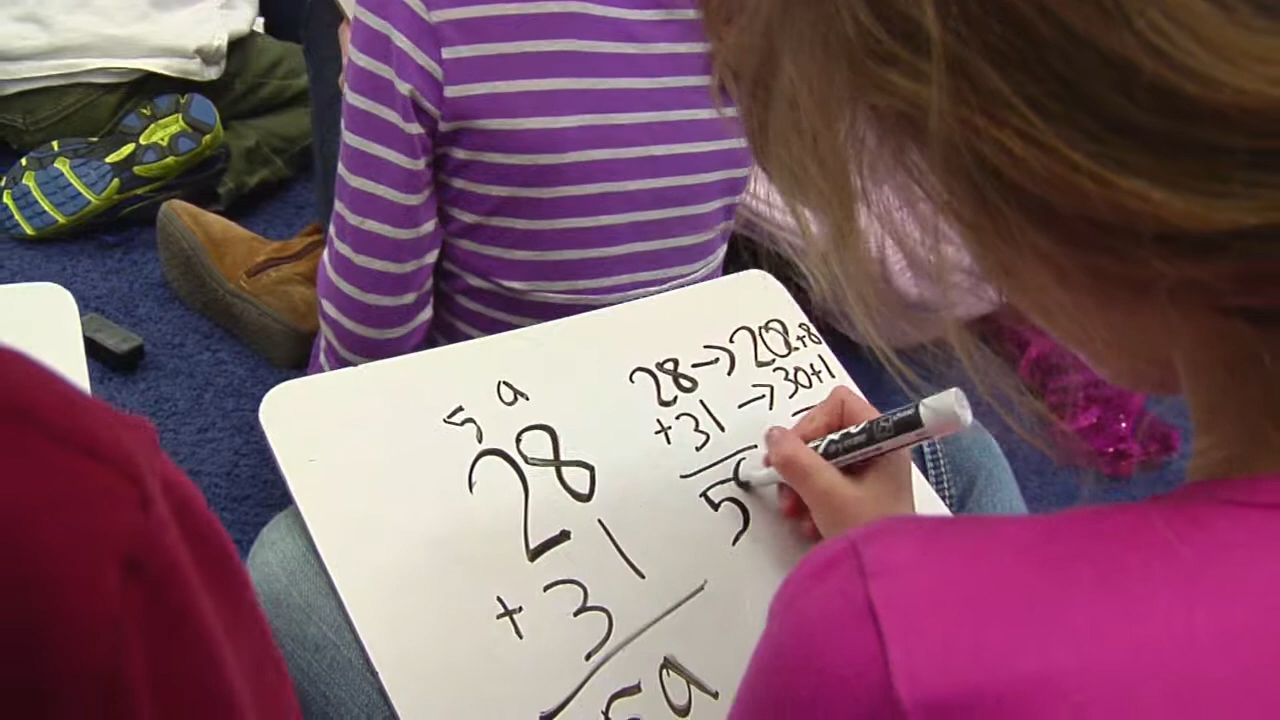 5 9
28
+ 31
59
28 → 20+8
+31 → 30+1
5